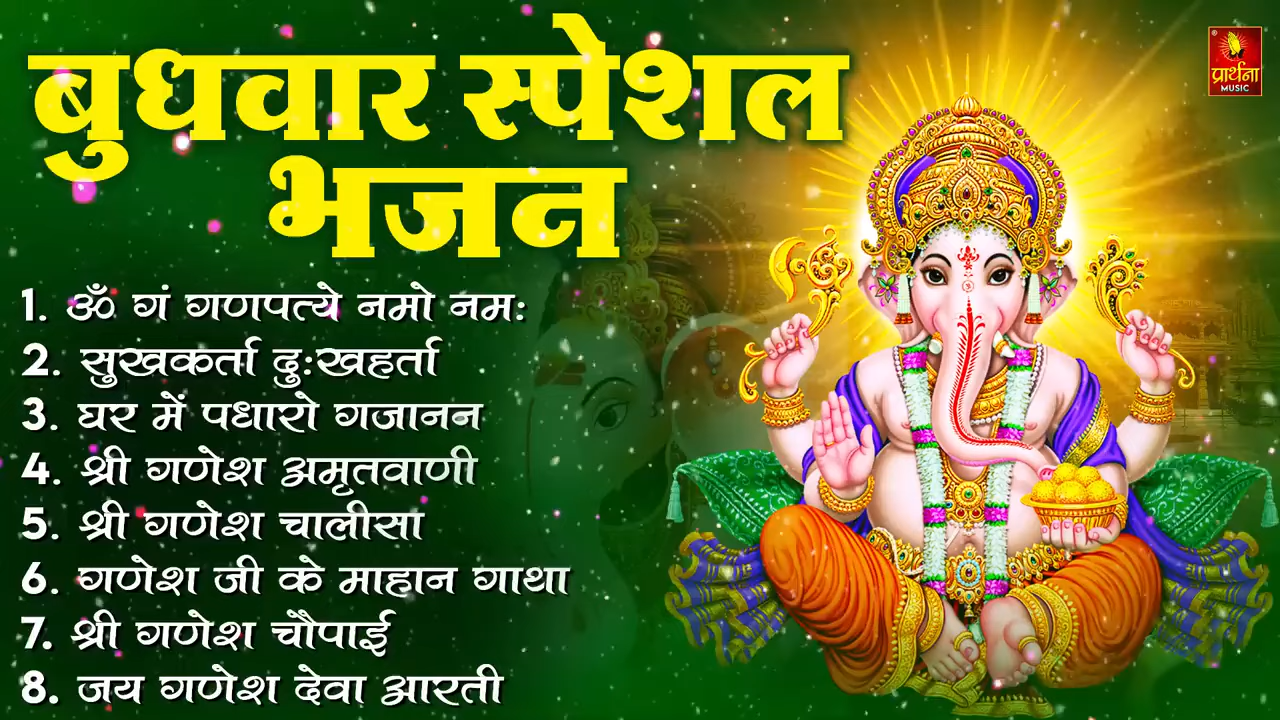 बुधवार स्पेशल
भजन
प्रार्थना
MUSIC
1. ॐ गं गणपत्ये नमो नमः
2. सुखकर्ता दुःखहर्ता
3. घर में पधारो गजानन
4. श्री गणेश अमृतवाणी
5. श्री गणेश चालीसा
6. गणेश जी के माहान गाथा
7. श्री गणेश चौपाई
8. जय गणेश देवा आरती